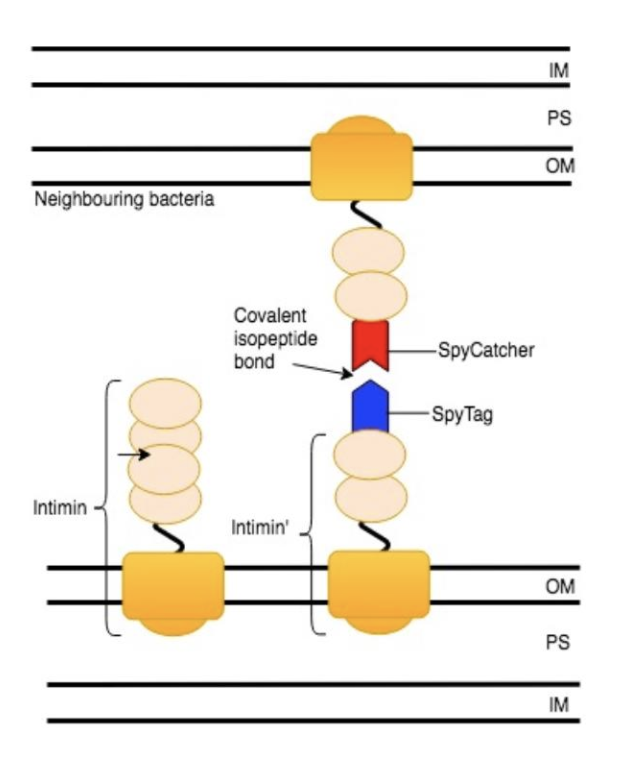 IM
PS
OM
Neighbouring bacteria
Covalent
isopeptide
bond
SpyCatcher
SpyTag
Intimin
Intimin'
OM
PS
IM